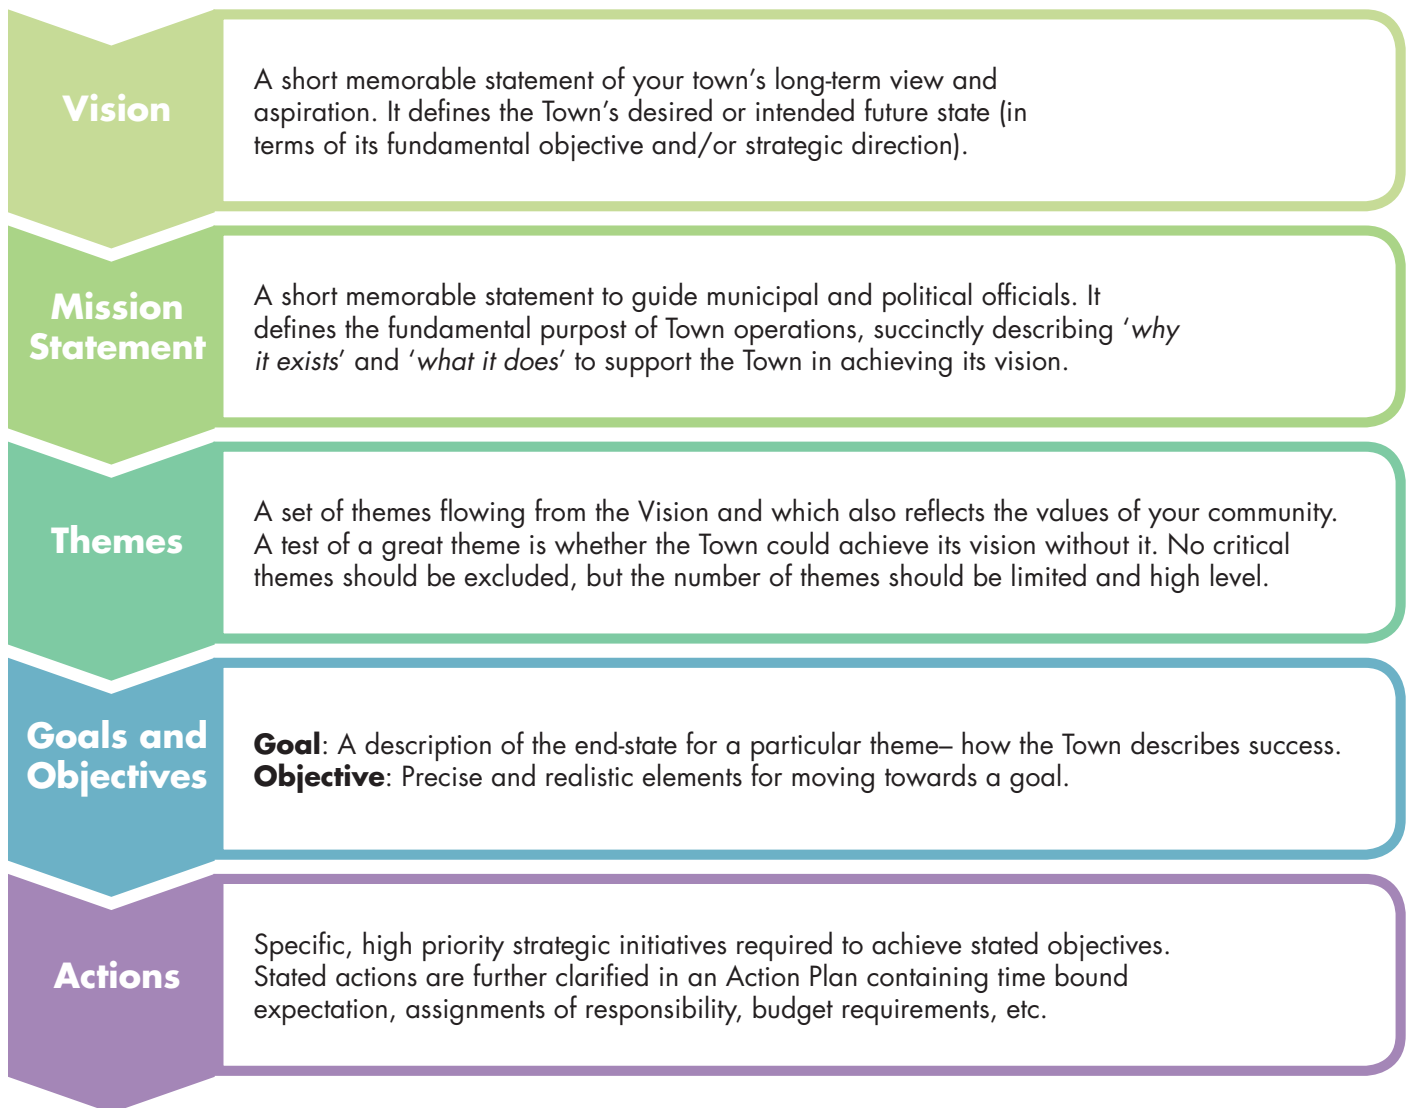 Vision
A short memorable statement of your town’s long-term view and
aspiration. It defines the Town’s desired or intended future state (in
terms of its fundamental objective and/or strategic direction).
Mission
Statement
A short memorable statement to guide municipal and political officials. It
defines the fundamental purpost of Town operations, succinctly describing ‘why
it exists’ and ‘what it does’ to support the Town in achieving its vision.
Themes
A set of themes flowing from the Vision and which also reflects the values of your community.
A test of a great theme is whether the Town could achieve its vision without it. No critical
themes should be excluded, but the number of themes should be limited and high level.
Goals and
Objectives
Goal: A description of the end-state for a particular theme– how the Town describes success.
Objective: Precise and realistic elements for moving towards a goal.
Actions
Specific, high priority strategic initiatives required to achieve stated objectives.
Stated actions are further clarified in an Action Plan containing time bound
expectation, assignments of responsibility, budget requirements, etc.